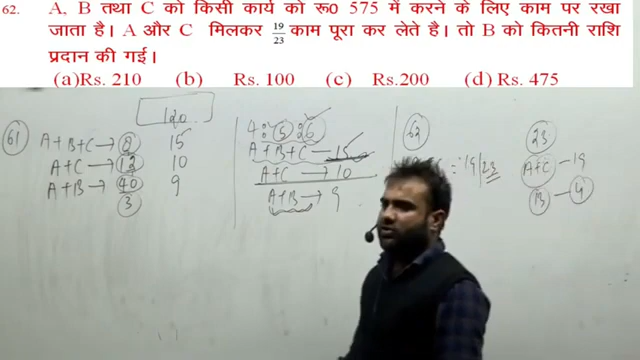 62. A, B तथा C को किसी कार्य को रू0 575 में करने के लिए काम पर रखा
जाता है। A और C मिलकर 19/23 काम पूरा कर लेते है। तो B को कितनी राशि
प्रदान की गई।
(a)Rs. 210 (b) Rs. 100 (c) Rs.200 (d) Rs. 475
120
61 A+B+C→ 8 15
A+C→ 12 10
A+B→ 40 9
3
4:5:6
A+B+C — 15
A+C → 10
A+B → 9
62
= 19/23
23
A+C — 19
B — 4